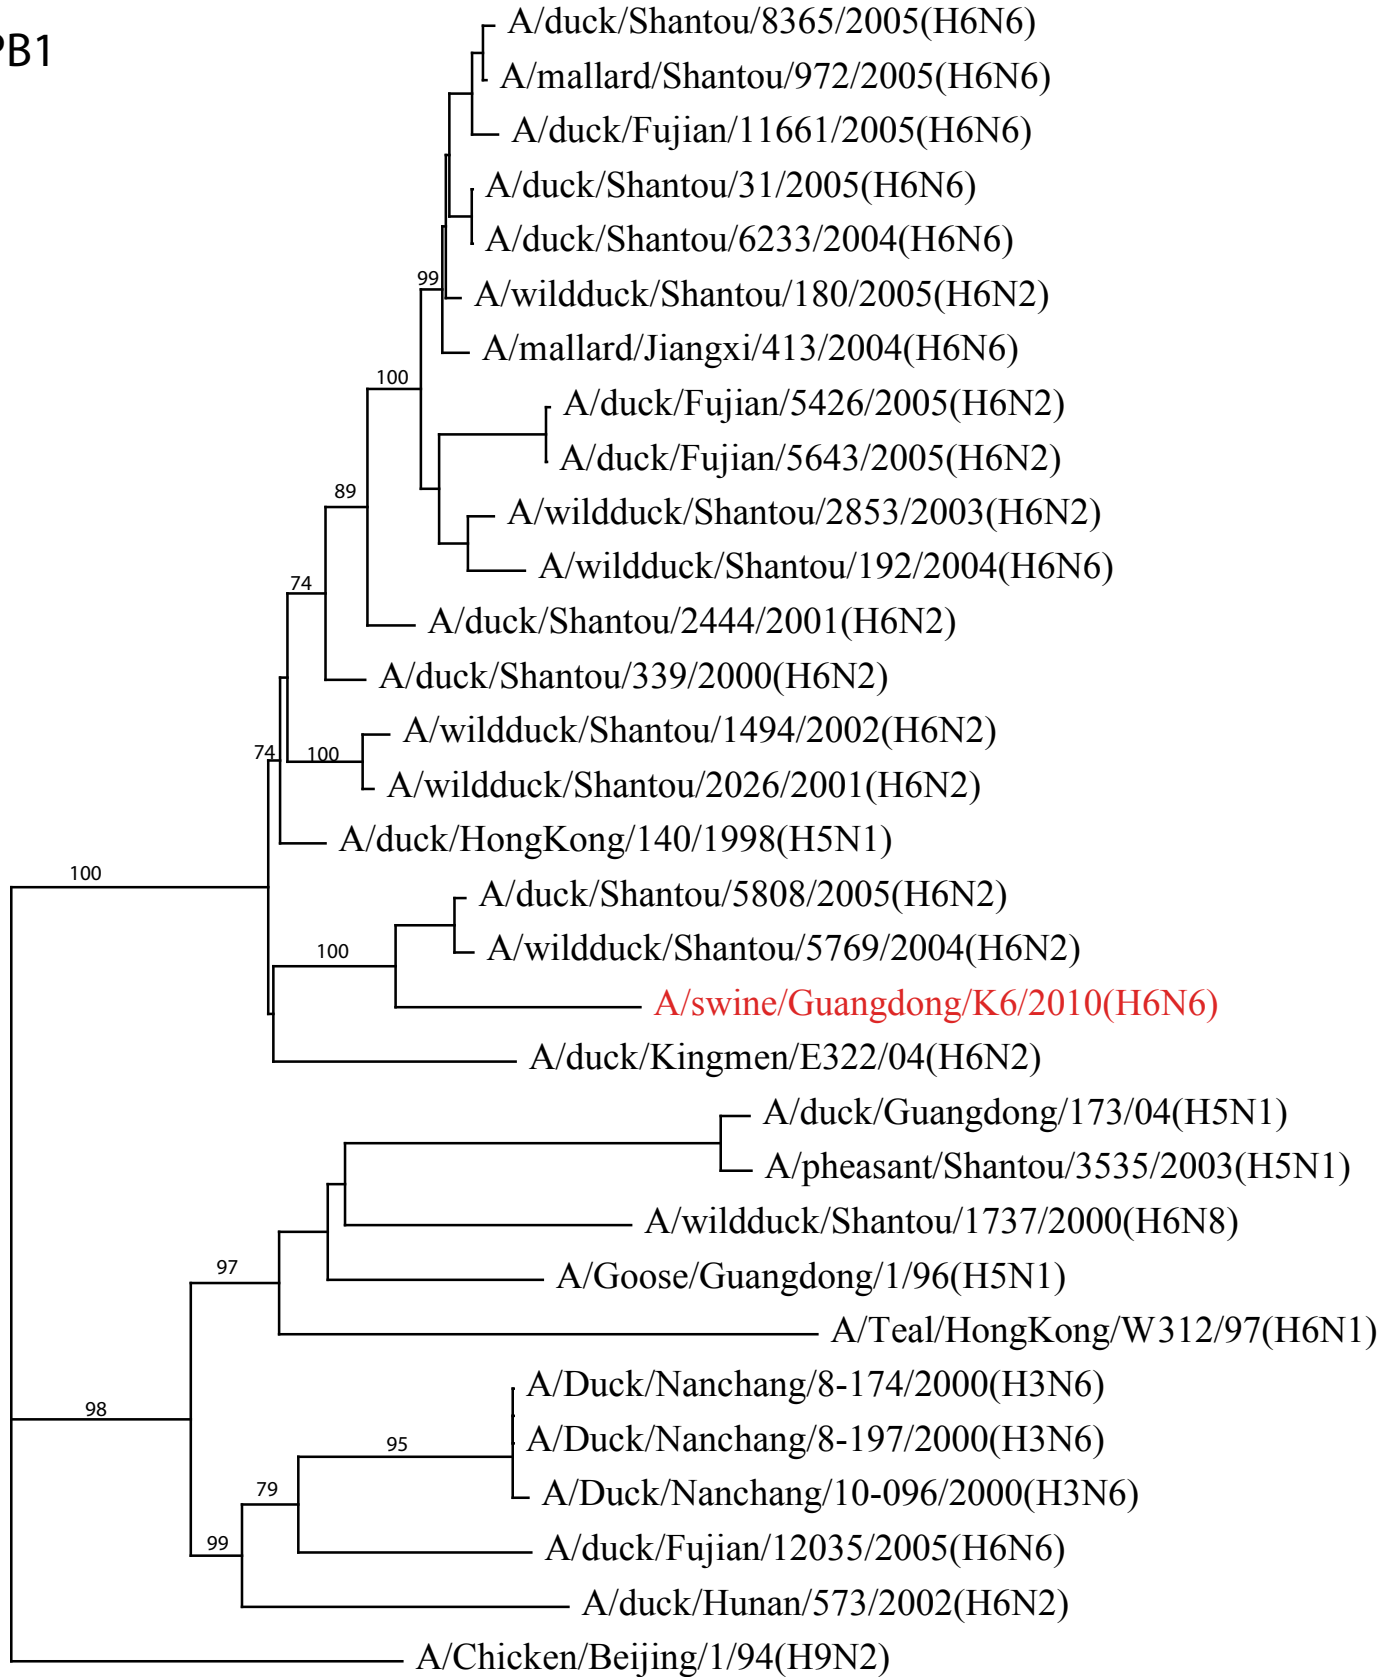 PB1
A/duck/Shantou/8365/2005(H6N6)
A/mallard/Shantou/972/2005(H6N6)
A/duck/Fujian/11661/2005(H6N6)
A/duck/Shantou/31/2005(H6N6)
A/duck/Shantou/6233/2004(H6N6)
99
A/wildduck/Shantou/180/2005(H6N2)
A/mallard/Jiangxi/413/2004(H6N6)
100
A/duck/Fujian/5426/2005(H6N2)
A/duck/Fujian/5643/2005(H6N2)
89
A/wildduck/Shantou/2853/2003(H6N2)
A/wildduck/Shantou/192/2004(H6N6)
74
A/duck/Shantou/2444/2001(H6N2)
A/duck/Shantou/339/2000(H6N2)
A/wildduck/Shantou/1494/2002(H6N2)
74
100
A/wildduck/Shantou/2026/2001(H6N2)
A/duck/HongKong/140/1998(H5N1)
100
A/duck/Shantou/5808/2005(H6N2)
100
A/wildduck/Shantou/5769/2004(H6N2)
A/swine/Guangdong/K6/2010(H6N6)
A/duck/Kingmen/E322/04(H6N2)
A/duck/Guangdong/173/04(H5N1)
A/pheasant/Shantou/3535/2003(H5N1)
A/wildduck/Shantou/1737/2000(H6N8)
97
A/Goose/Guangdong/1/96(H5N1)
A/Teal/HongKong/W312/97(H6N1)
A/Duck/Nanchang/8-174/2000(H3N6)
98
A/Duck/Nanchang/8-197/2000(H3N6)
95
79
A/Duck/Nanchang/10-096/2000(H3N6)
99
A/duck/Fujian/12035/2005(H6N6)
A/duck/Hunan/573/2002(H6N2)
A/Chicken/Beijing/1/94(H9N2)